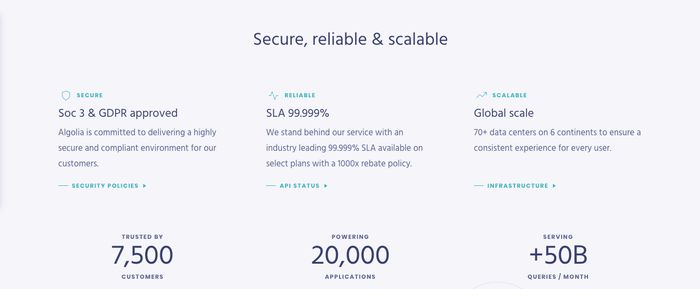 Secure, reliable & scalable
SECURE
Soc 3 & GDPR approved
Algolia is committed to delivering a highly
secure and compliant environment for our
customers.
SECURITY POLICIES
RELIABLE
SLA 99.999%
We stand behind our service with an
industry leading 99.999% SLA available on
select plans with a 1000x rebate policy.
API STATUS
SCALABLE
Global scale
70+ data centers on 6 continents to ensure a
consistent experience for every user.
INFRASTRUCTURE
TRUSTED BY
7,500
CUSTOMERS
POWERING
20,000
APPLICATIONS
SERVING
+50B
QUERIES / MONTH